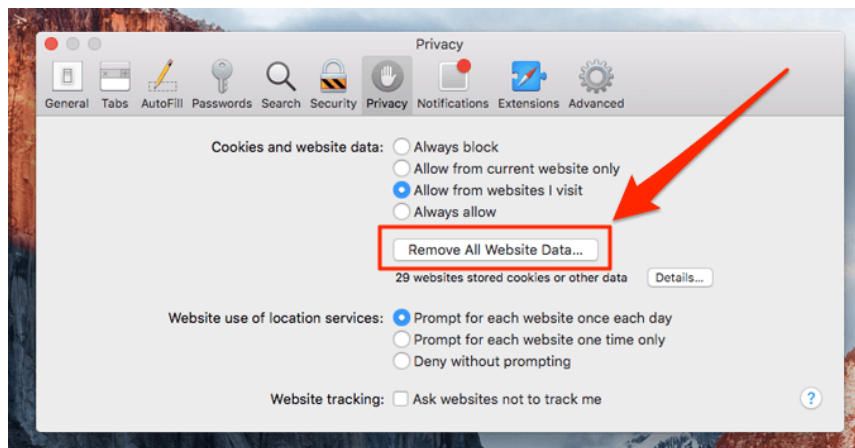 Privacy
General Tabs AutoFill Passwords Search Security Privacy Notifications Extensions Advanced
Cookies and website data: Always block
Allow from current website only
Allow from websites I visit
Always allow
Remove All Website Data...
29 websites stored cookies or other data Details...
Website use of location services: Prompt for each website once each day
Prompt for each website one time only
Deny without prompting
Website tracking: Ask websites not to track me ?